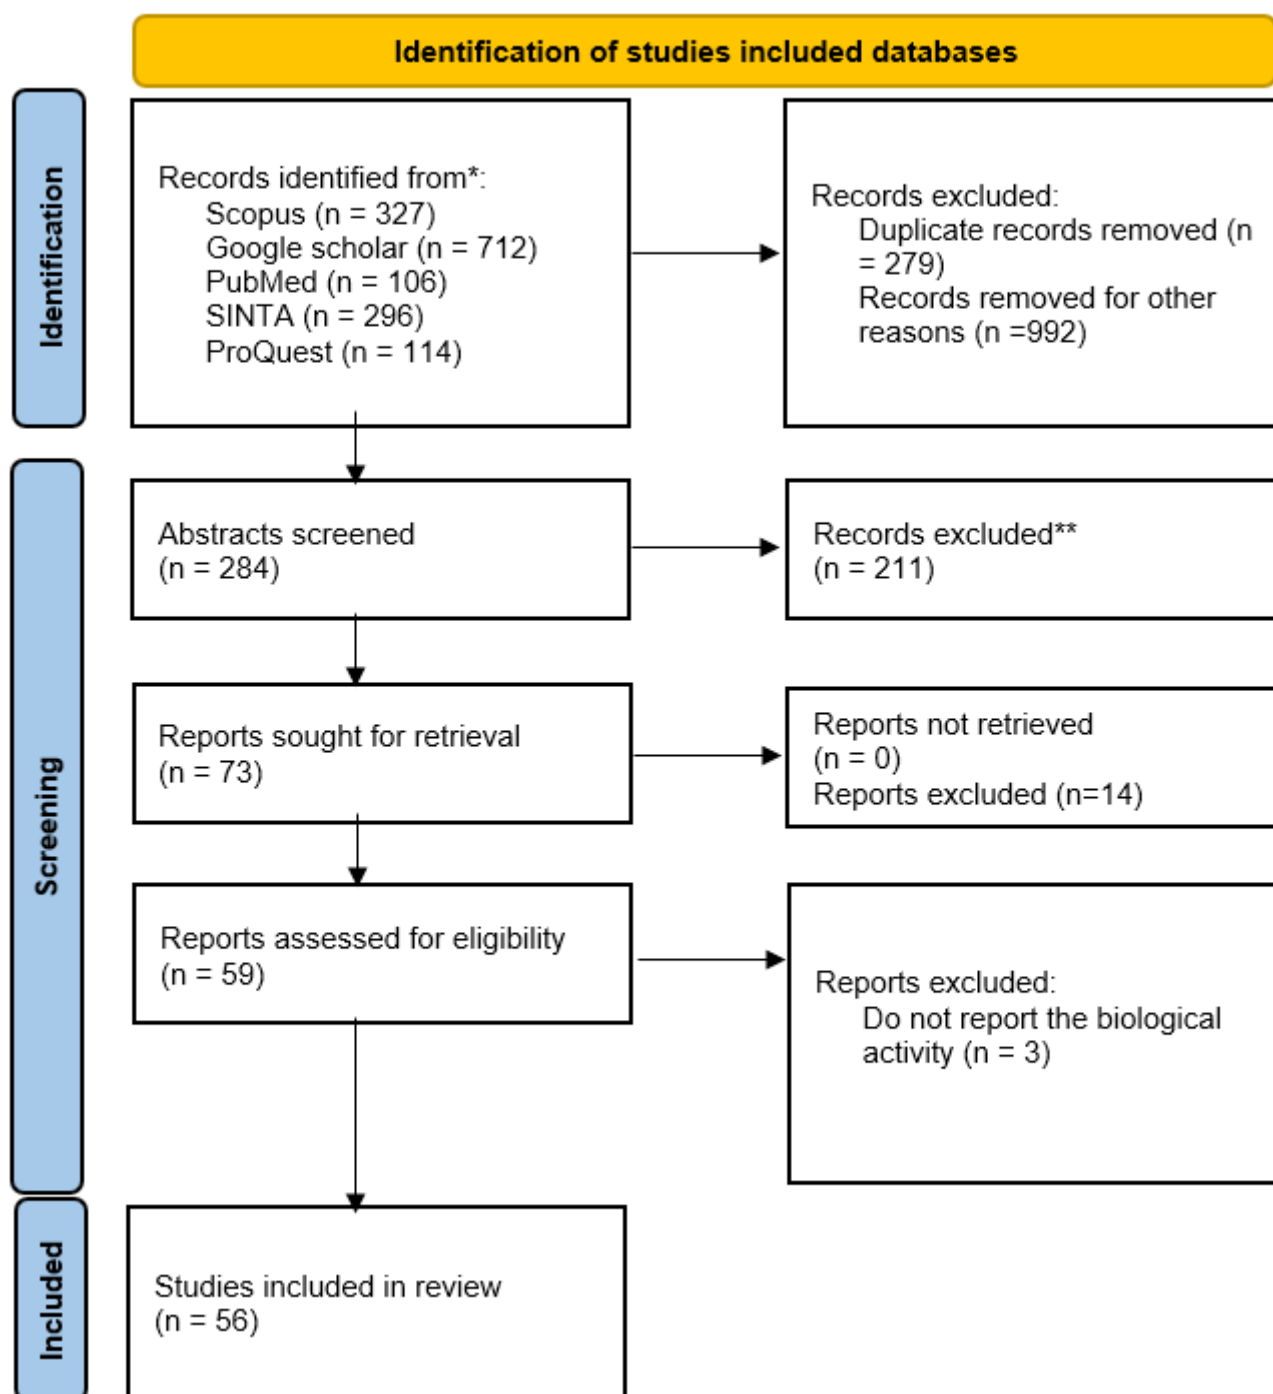 Identification of studies included databases
Identification
Records identified from*:
Scopus (n = 327)
Google scholar (n = 712)
PubMed (n = 106)
SINTA (n = 296)
ProQuest (n = 114)
Records excluded:
Duplicate records removed (n
= 279)
Records removed for other
reasons (n =992)
Screening
Abstracts screened
(n = 284)
Records excluded**
(n = 211)
Reports sought for retrieval
(n = 73)
Reports not retrieved
(n = 0)
Reports excluded (n=14)
Reports assessed for eligibility
(n = 59)
Reports excluded:
Do not report the biological
activity (n = 3)
Included
Studies included in review
(n = 56)